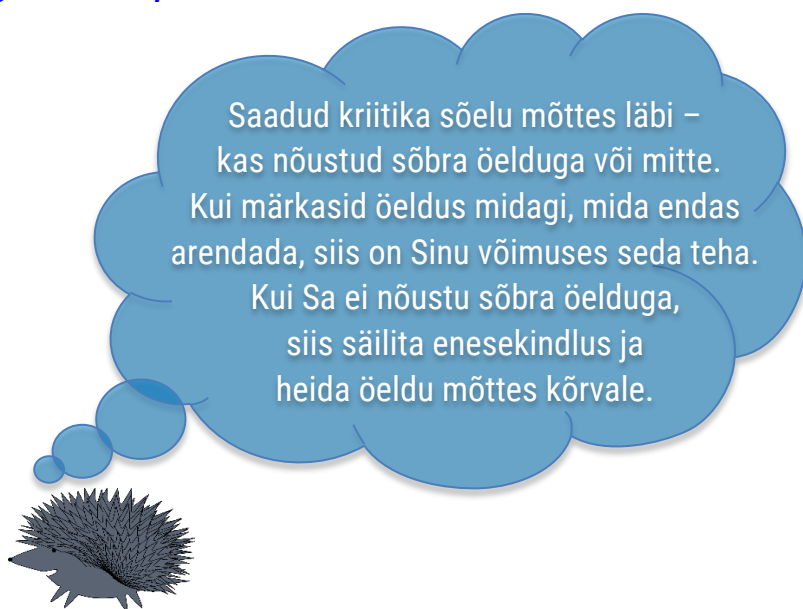 Saadud kriitika sõelu mõttes läbi –
kas nõustud sõbra öelduga või mitte.
Kui märkasid öeldus midagi, mida endas
arendada, siis on Sinu võimuses seda teha.
Kui Sa ei nõustu sõbra öelduga,
siis säilita enesekindlus ja
heida öeldu mõttes kõrvale.